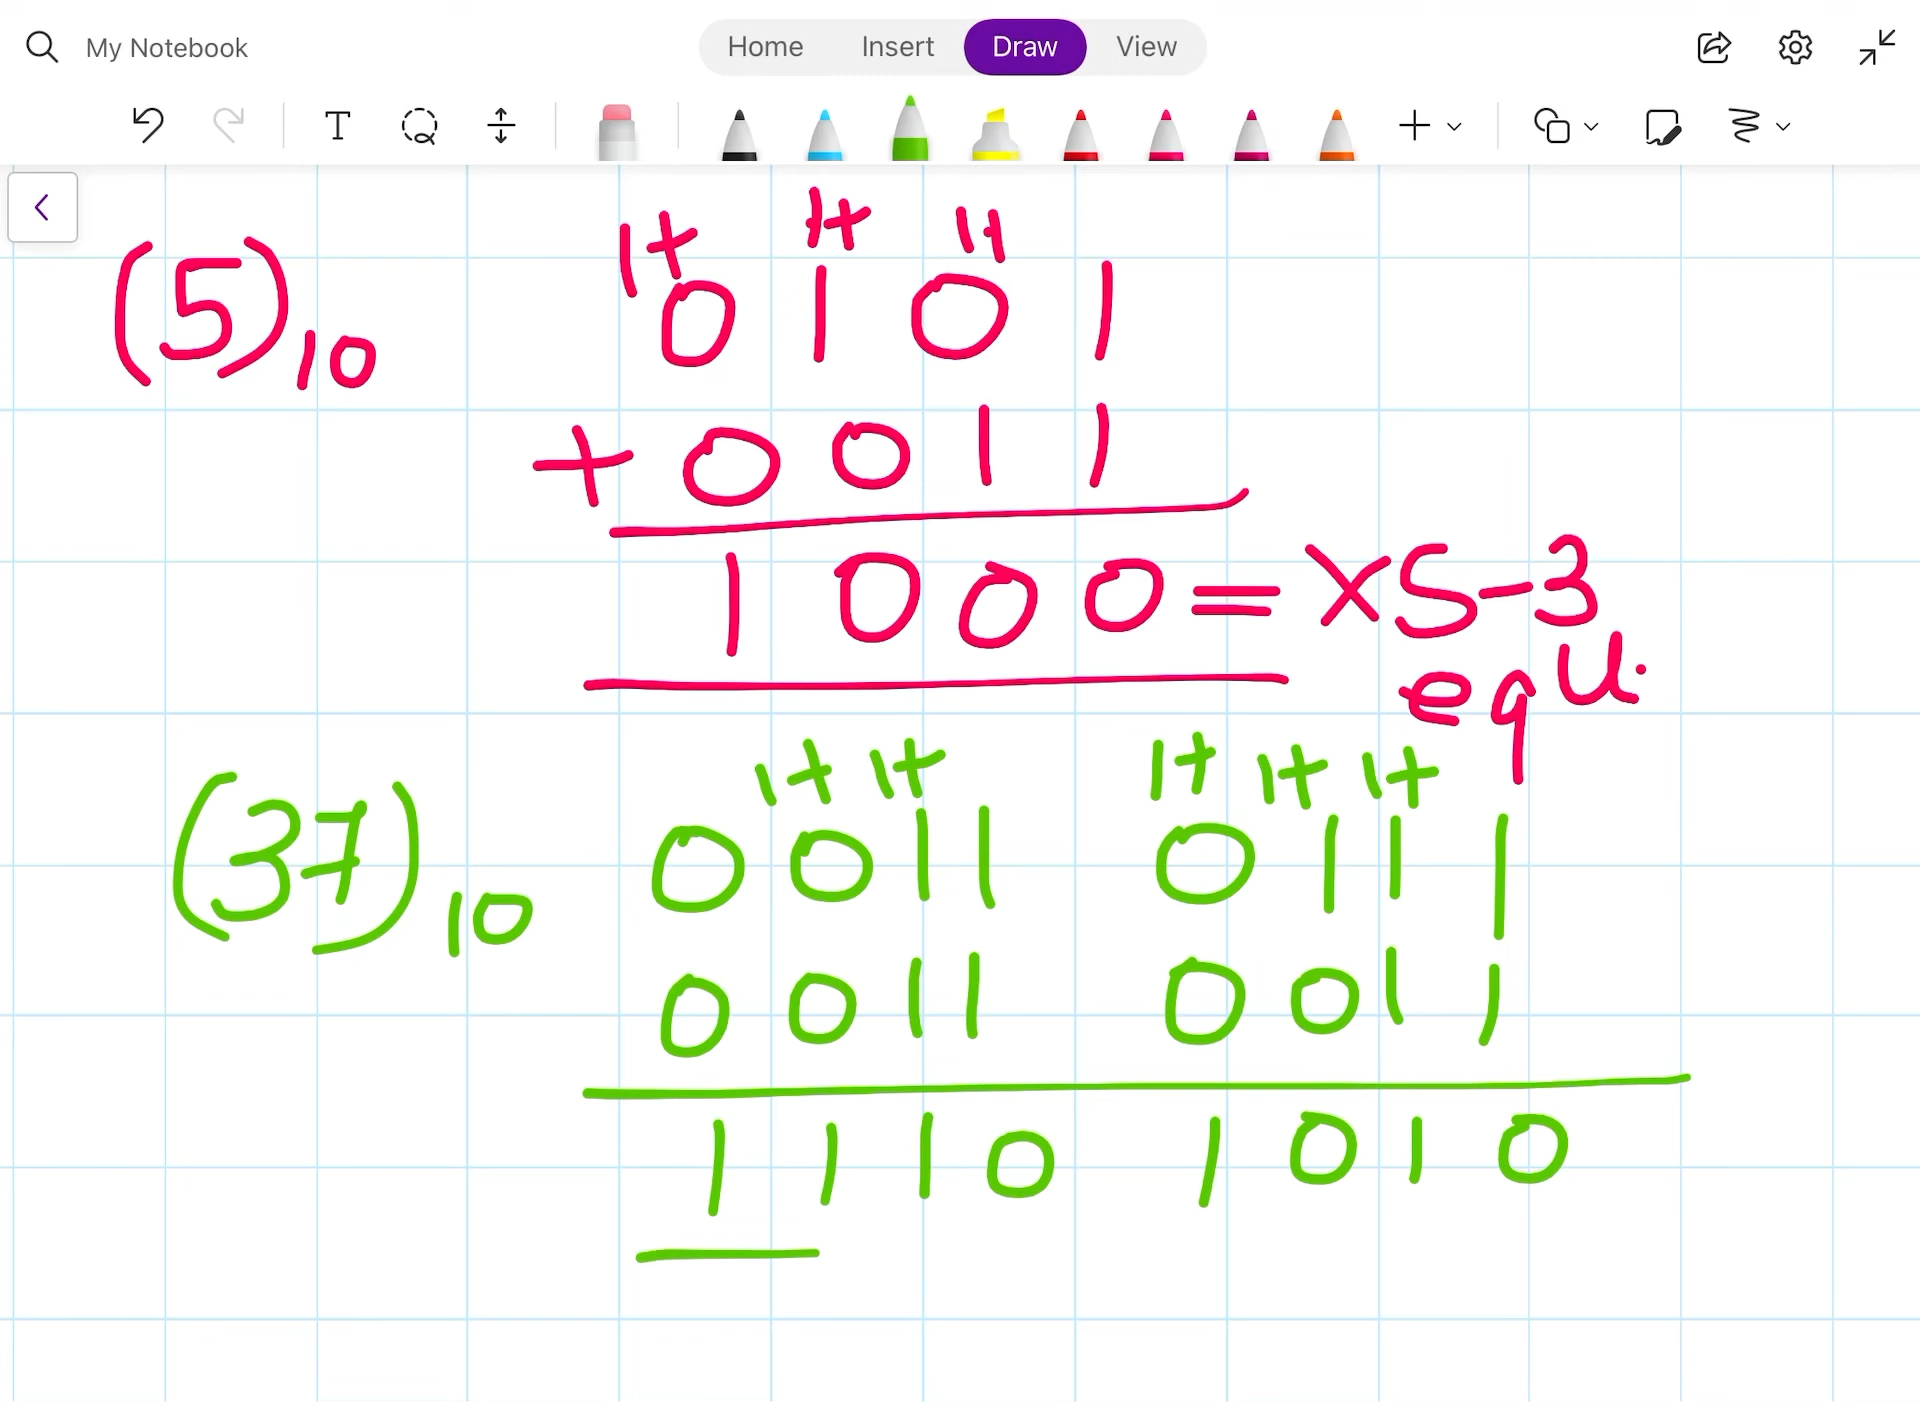 My Notebook Home Insert Draw View
T
1+ 1+ 1+
(5)10 0 1 0 1
+ 0 0 1 1
1 0 0 0 = XS-3
equ.
1+ 1+ 1+ 1+ 1+
(37)10 0 0 1 1 0 1 1 1
0 0 1 1 0 0 1 1
1 1 1 0 1 0 1 0